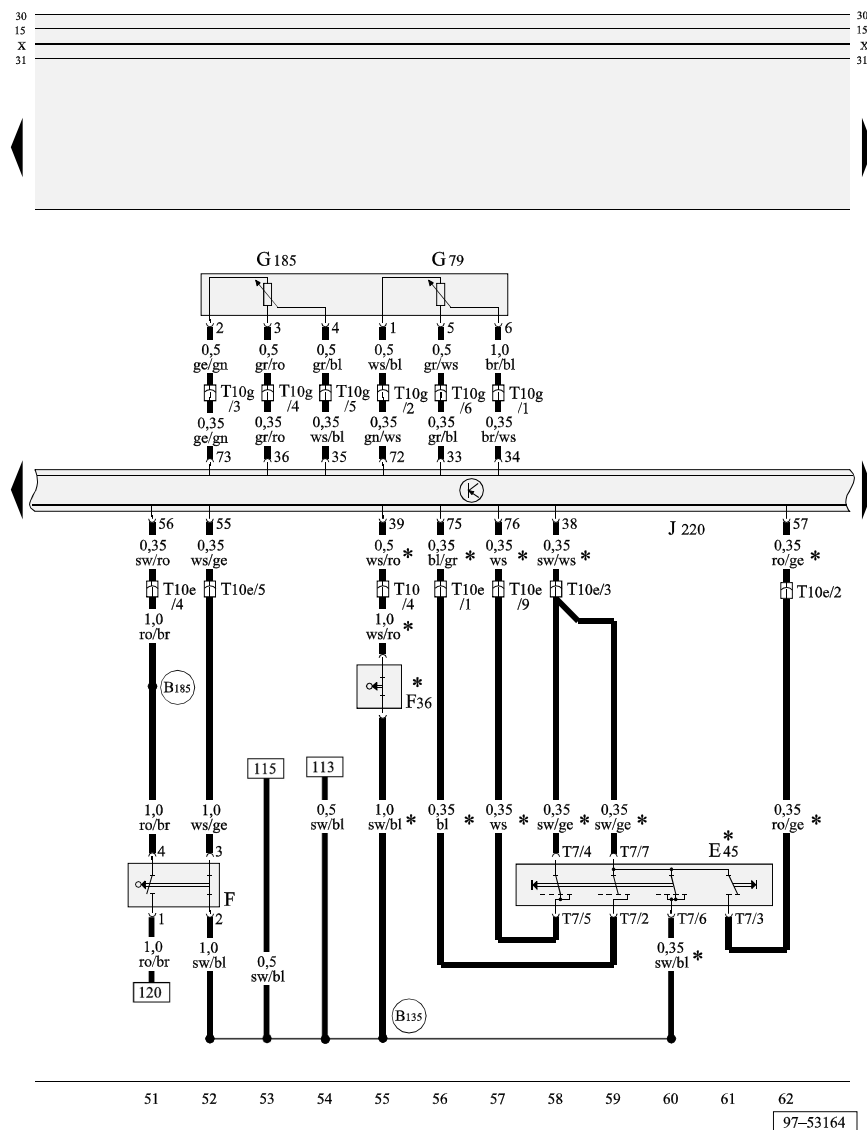 30 30
15 15
X X
31 31
G185 G79
2 3 4 1 5 6
0,5 0,5 0,5 0,5 0,5 1,0
ge/gn gr/ro gr/bl ws/bl gr/ws br/bl
T10g T10g T10g T10g T10g T10g
/3 /4 /5 /2 /6 /1
0,35 0,35 0,35 0,35 0,35 0,35
ge/gn gr/ro ws/bl gn/ws gr/bl br/ws
73 36 35 72 33 34
56 55 39 75 76 38 J 220 57
0,35 0,35 0,5 0,35 0,35 0,35 0,35
sw/ro ws/ge ws/ro* bl/gr* ws * sw/ws* ro/ge*
T10e T10e/5 T10 T10e T10e T10e/3 T10e/2
/4 /4 /1 /9
1,0 1,0
ro/br ws/ro*
B185
*
F36
115 113
1,0 1,0 0,5 1,0 0,35 0,35 0,35 0,35 0,35
ro/br ws/ge sw/bl sw/bl* bl ws * sw/ge* sw/ge* ro/ge*
4 3 T7/4 T7/7 *
E45
F
1 2 T7/5 T7/2 T7/6 T7/3
1,0 1,0 0,5 0,35
ro/br sw/bl sw/bl sw/bl*
120
B135
51 52 53 54 55 56 57 58 59 60 61 62
97–53164